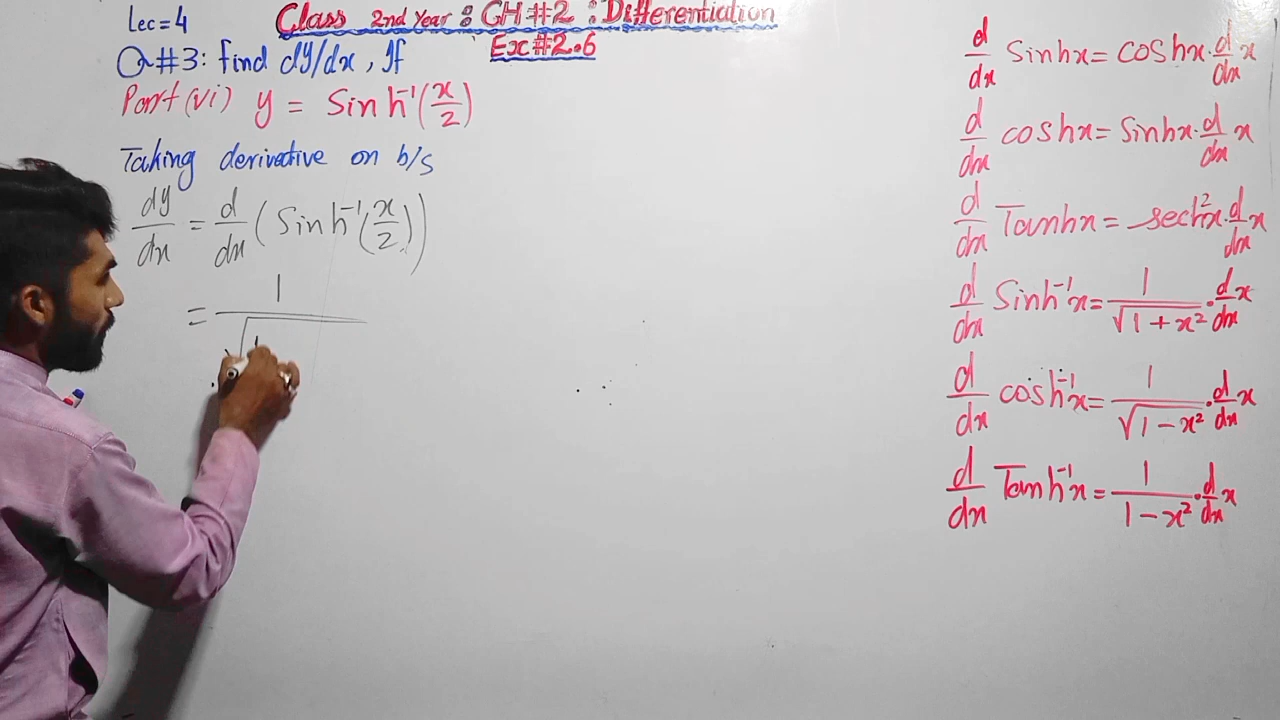 Lec=4
Class 2nd Year : CH#2 : Differentiation
Exc#2.6
Q#3: find dy/dx , If
Part (vi) y = Sinh⁻¹(x/2)
Taking derivative on b/s
dy/dx = d/dx (Sinh⁻¹(x/2))
= 1/√
d/dx Sinhx = coshx · d/dx x
d/dx coshx = Sinhx · d/dx x
d/dx Tanhx = sech²x · d/dx x
d/dx Sinh⁻¹x = 1/√(1+x²) · d/dx x
d/dx cosh⁻¹x = 1/√(1-x²) · d/dx x
d/dx Tanh⁻¹x = 1/(1-x²) · d/dx x